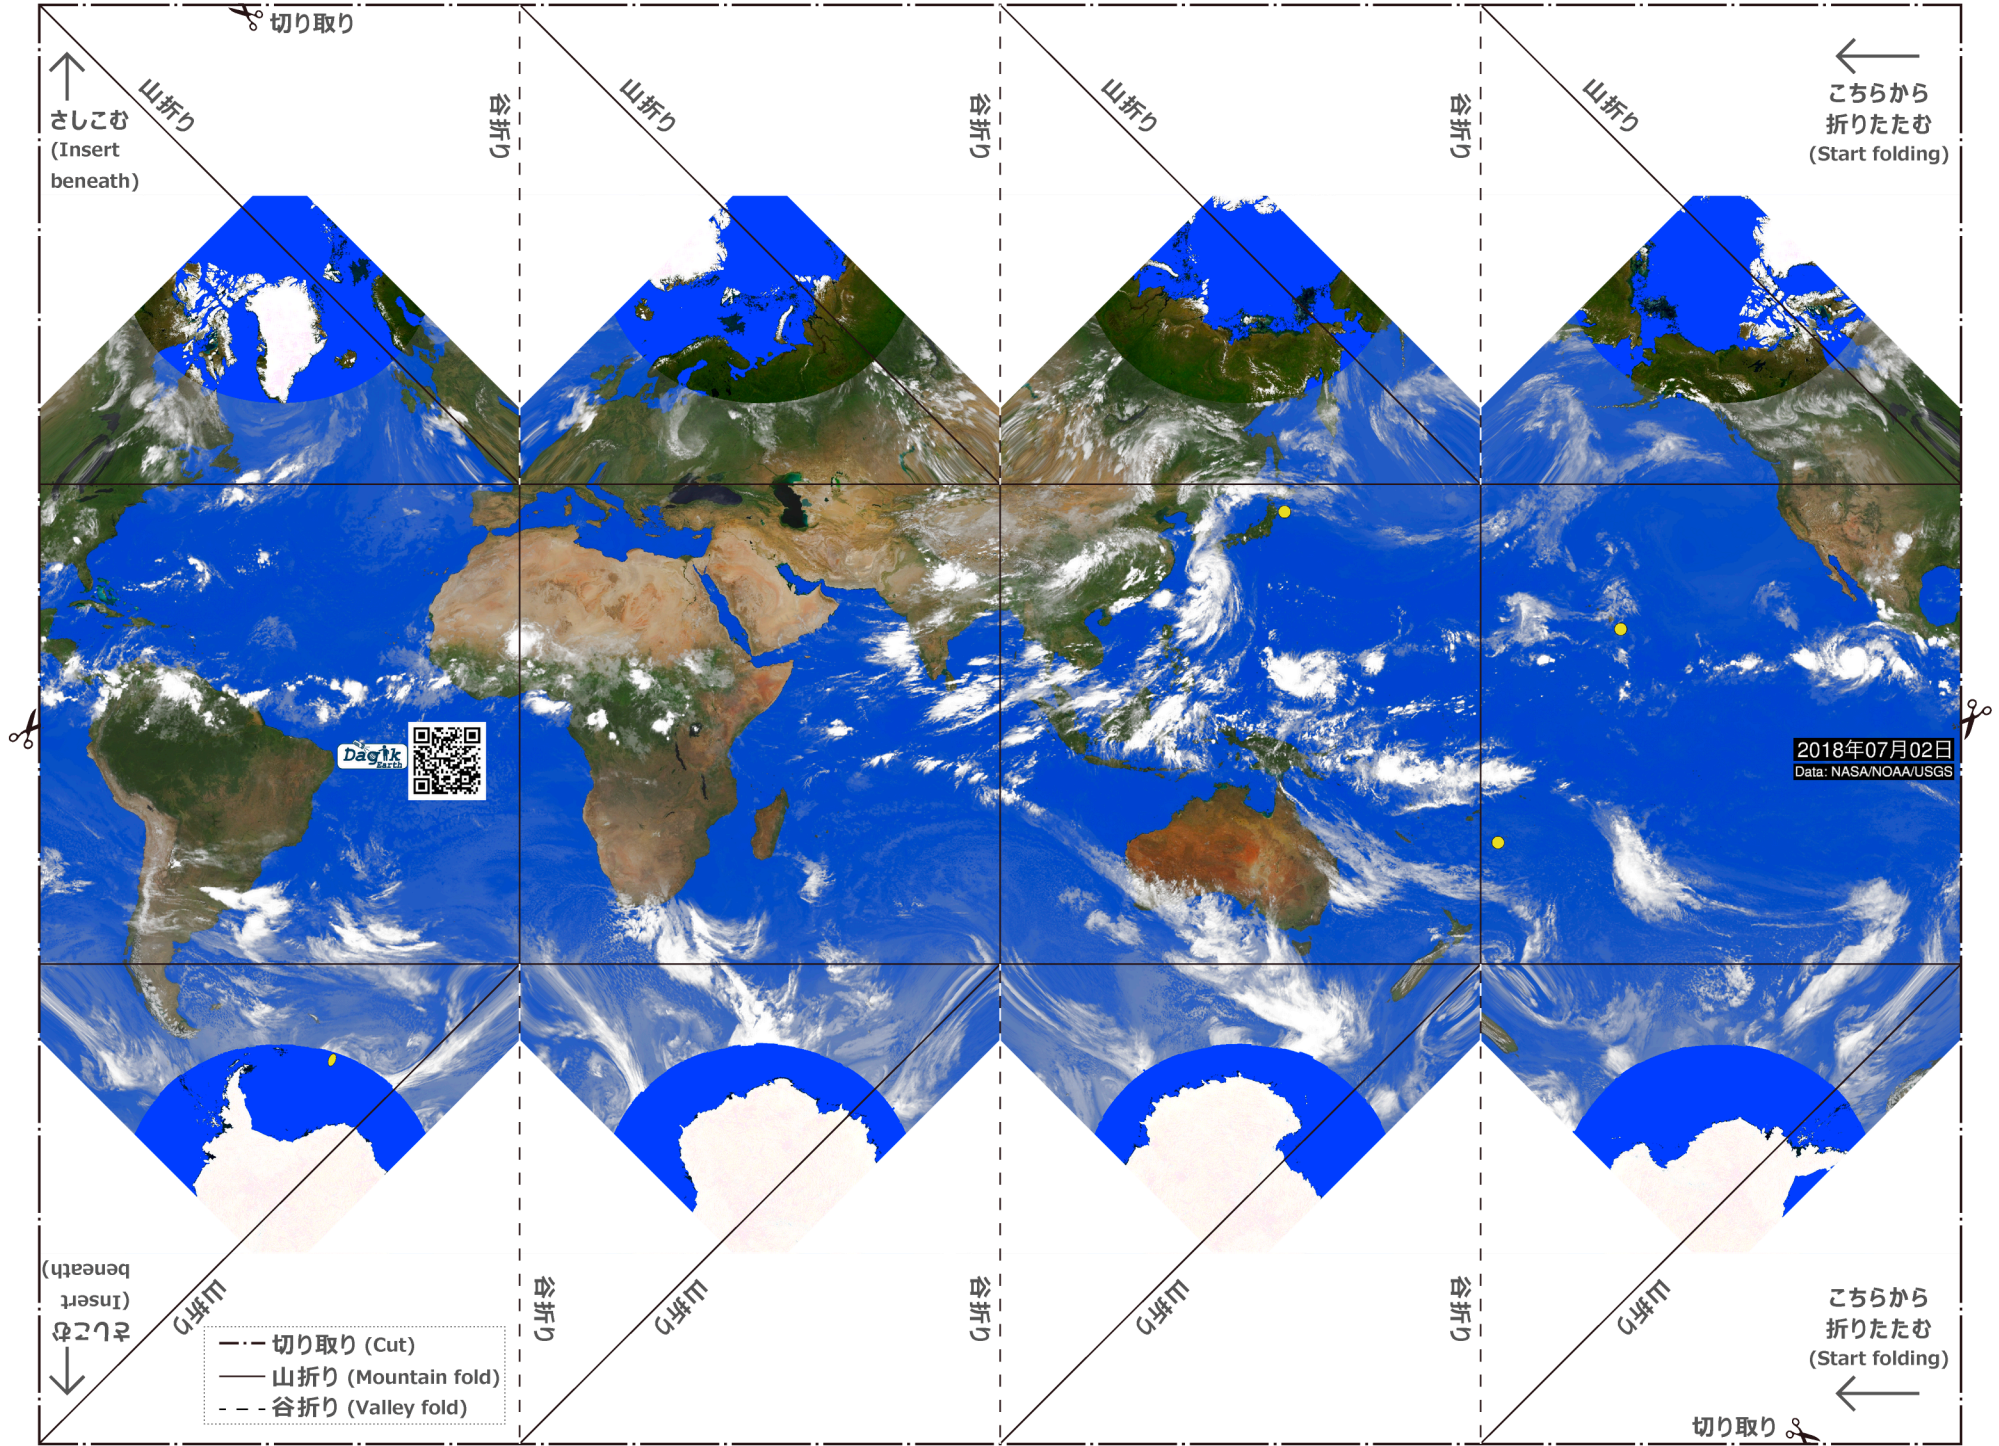 切り取り
さしこむ
(Insert
beneath)
山折り
谷折り
山折り
谷折り
山折り
谷折り
山折り
こちらから
折りたたむ
(Start folding)
Dagik
Earth
2018年07月02日
Data: NASA/NOAA/USGS
さしこむ
(Insert
beneath)
山折り
谷折り
山折り
谷折り
山折り
谷折り
山折り
こちらから
折りたたむ
(Start folding)
切り取り (Cut)
山折り (Mountain fold)
谷折り (Valley fold)
切り取り